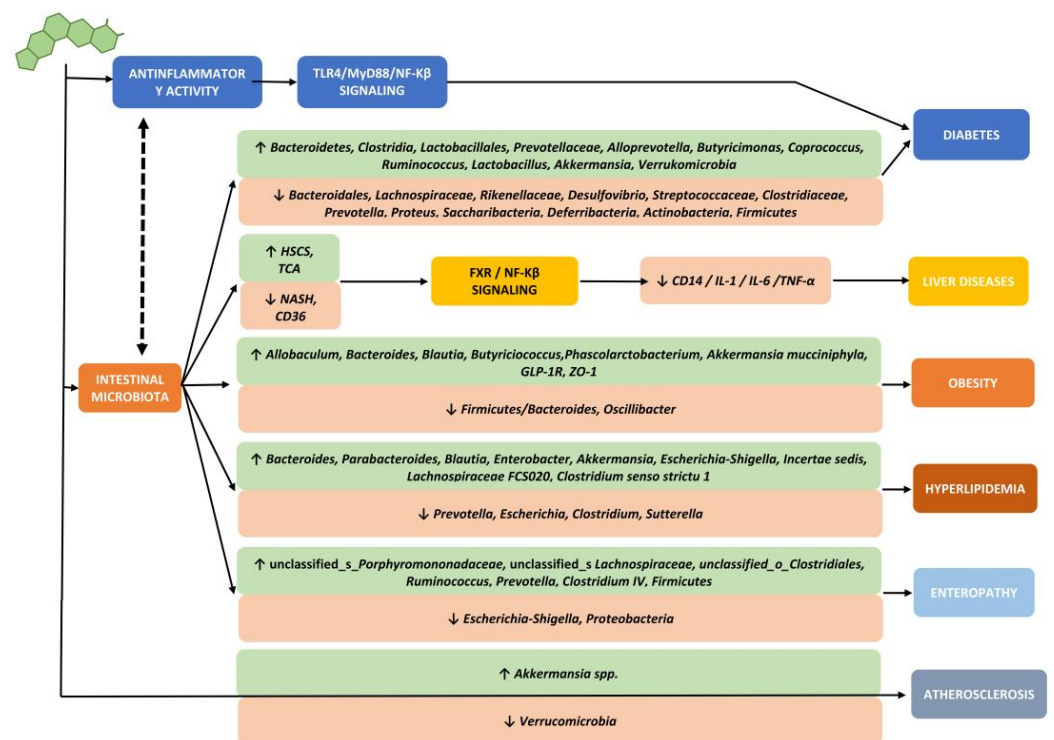 ANTINFLAMMATOR
Y ACTIVITY
TLR4/MyD88/NF-Kβ
SIGNALING
DIABETES
↑ Bacteroidetes, Clostridia, Lactobacillales, Prevotellaceae, Alloprevotella, Butyricimonas, Coprococcus,
Ruminococcus, Lactobacillus, Akkermansia, Verrukomicrobia
↓ Bacteroidales, Lachnospiraceae, Rikenellaceae, Desulfovibrio, Streptococcaceae, Clostridiaceae,
Prevotella, Proteus, Saccharibacteria, Deferribacteria, Actinobacteria, Firmicutes
↑ HSCS,
TCA
↓ NASH,
CD36
FXR / NF-Kβ
SIGNALING
↓ CD14 / IL-1 / IL-6 /TNF-α
LIVER DISEASES
INTESTINAL
MICROBIOTA
↑ Allobaculum, Bacteroides, Blautia, Butyriciococcus,Phascolarctobacterium, Akkermansia mucciniphyla,
GLP-1R, ZO-1
↓ Firmicutes/Bacteroides, Oscillibacter
OBESITY
↑ Bacteroides, Parabacteroides, Blautia, Enterobacter, Akkermansia, Escherichia-Shigella, Incertae sedis,
Lachnospiraceae FCS020, Clostridium senso strictu 1
↓ Prevotella, Escherichia, Clostridium, Sutterella
HYPERLIPIDEMIA
↑ unclassified_s_Porphyromononadaceae, unclassified_s Lachnospiraceae, unclassified_o_Clostridiales,
Ruminococcus, Prevotella, Clostridium IV, Firmicutes
↓ Escherichia-Shigella, Proteobacteria
ENTEROPATHY
↑ Akkermansia spp.
↓ Verrucomicrobia
ATHEROSCLEROSIS